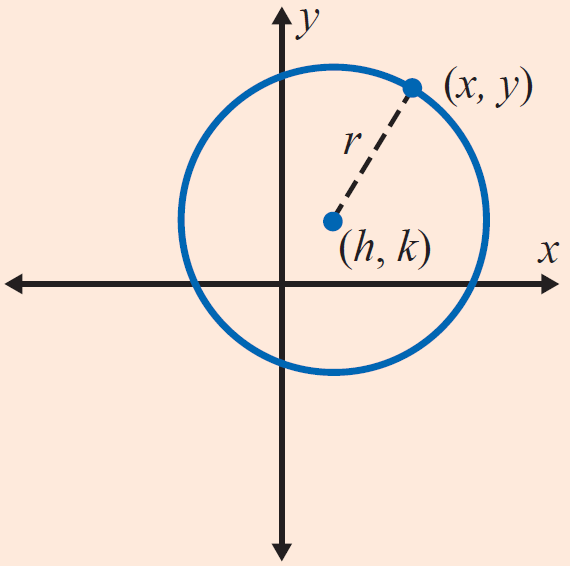 y
(x, y)
r
(h, k)
x